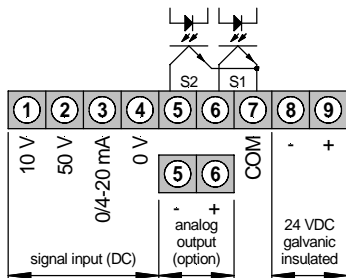 S2 S1
1 2 3 4 5 6 7 8 9
10 V
50 V
0/4-20 mA
0 V
5 6
- +
COM
- +
signal input (DC)
analog
output
(option)
24 VDC
galvanic
insulated